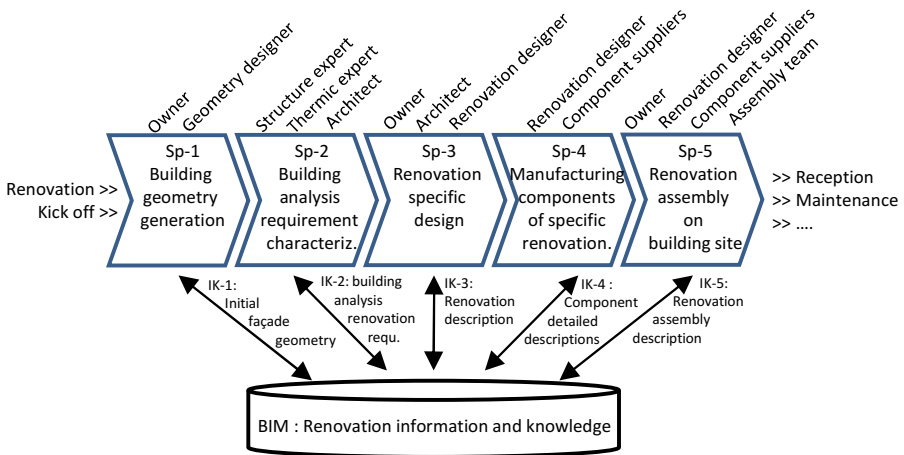 Owner
Geometry designer
Structure expert
Thermic expert
Architect
Owner
Architect
Renovation designer
Renovation designer
Component suppliers
Owner
Renovation designer
Component suppliers
Assembly team
Renovation >>
Kick off >>
Sp-1
Building
geometry
generation
Sp-2
Building
analysis
requirement
characteriz.
Sp-3
Renovation
specific
design
Sp-4
Manufacturing
components
of specific
renovation.
Sp-5
Renovation
assembly
on
building site
>> Reception
>> Maintenance
>> ....
IK-1:
Initial
façade
geometry
IK-2: building
analysis
renovation
requ.
IK-3:
Renovation
description
IK-4 :
Component
detailed
descriptions
IK-5:
Renovation
assembly
description
BIM : Renovation information and knowledge